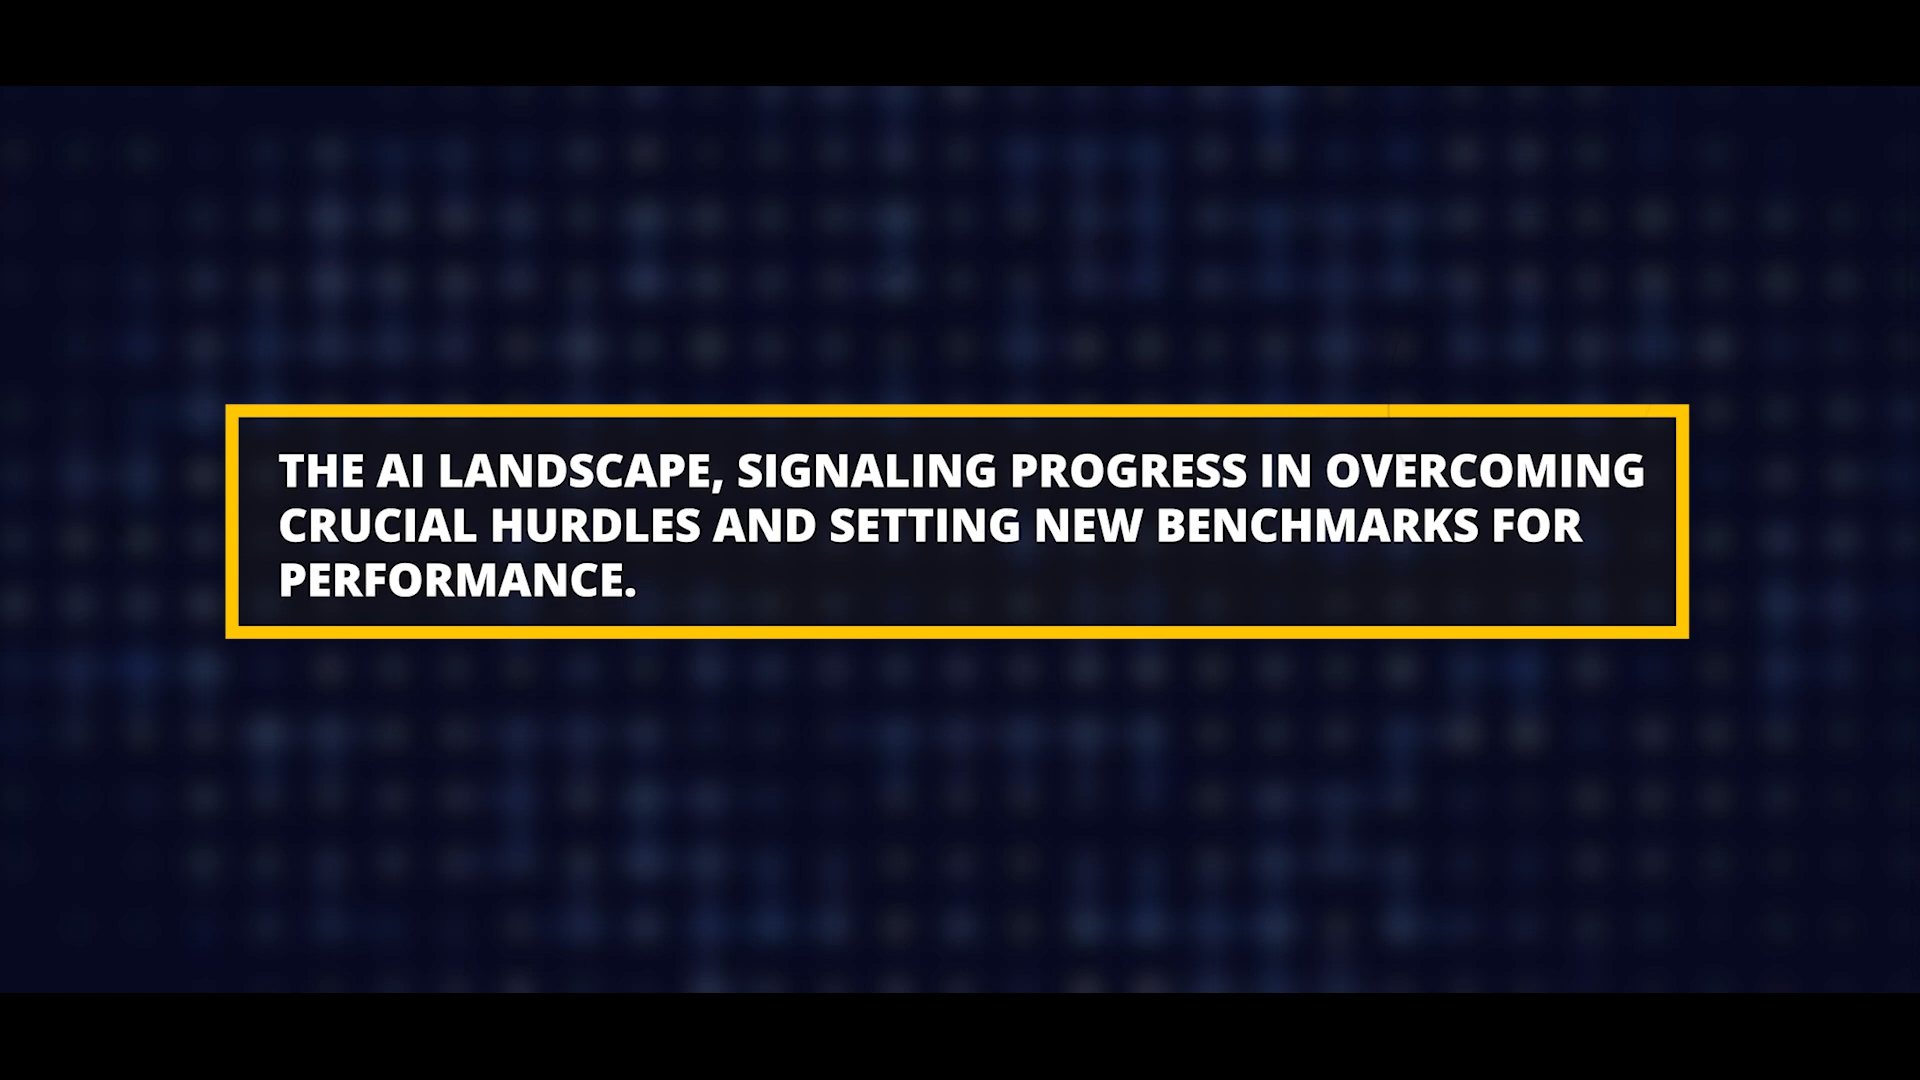 THE AI LANDSCAPE, SIGNALING PROGRESS IN OVERCOMING
CRUCIAL HURDLES AND SETTING NEW BENCHMARKS FOR
PERFORMANCE.